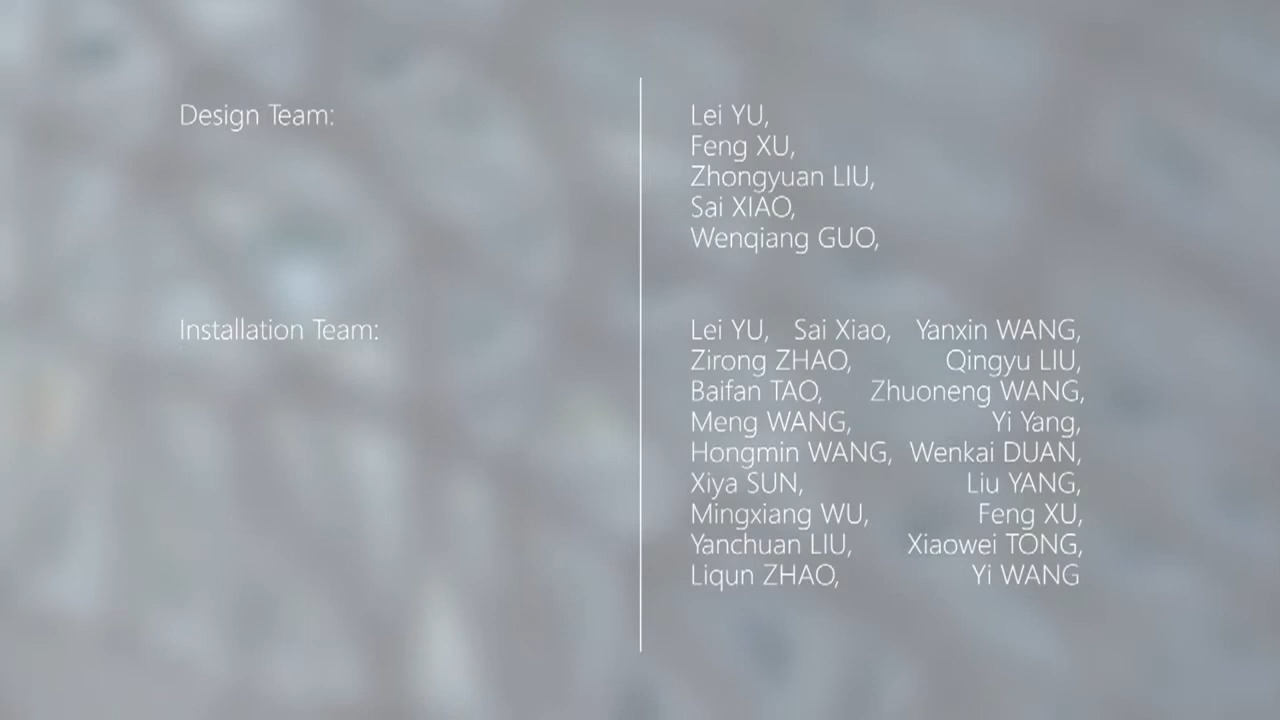 Design Team:
Lei YU,
Feng XU,
Zhongyuan LIU,
Sai XIAO,
Wenqiang GUO,
Installation Team:
Lei YU, Sai Xiao, Yanxin WANG,
Zirong ZHAO, Qingyu LIU,
Baifan TAO, Zhuoneng WANG,
Meng WANG, Yi Yang,
Hongmin WANG, Wenkai DUAN,
Xiya SUN, Liu YANG,
Mingxiang WU, Feng XU,
Yanchuan LIU, Xiaowei TONG,
Liqun ZHAO, Yi WANG